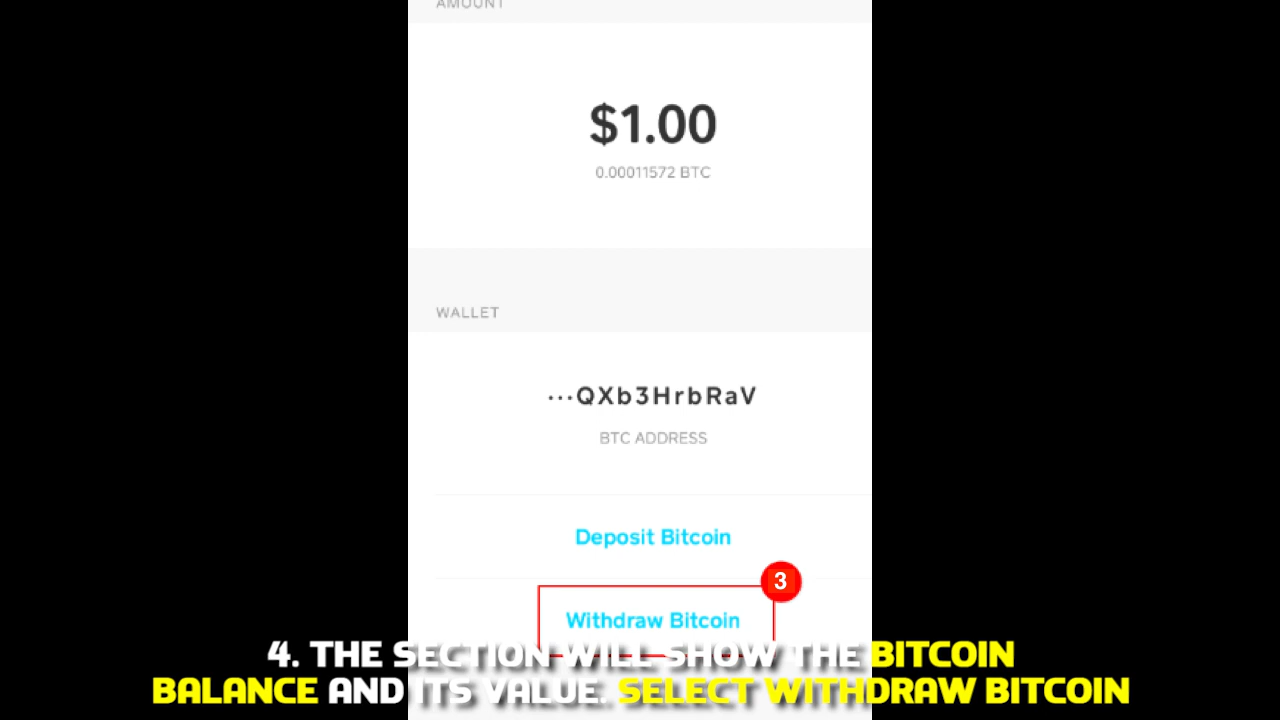 AMOUNT
$1.00
0.00011572 BTC
WALLET
...QXb3HrbRaV
BTC ADDRESS
Deposit Bitcoin
3
Withdraw Bitcoin
4. THE SECTION WILL SHOW THE BITCOIN
BALANCE AND ITS VALUE. SELECT WITHDRAW BITCOIN